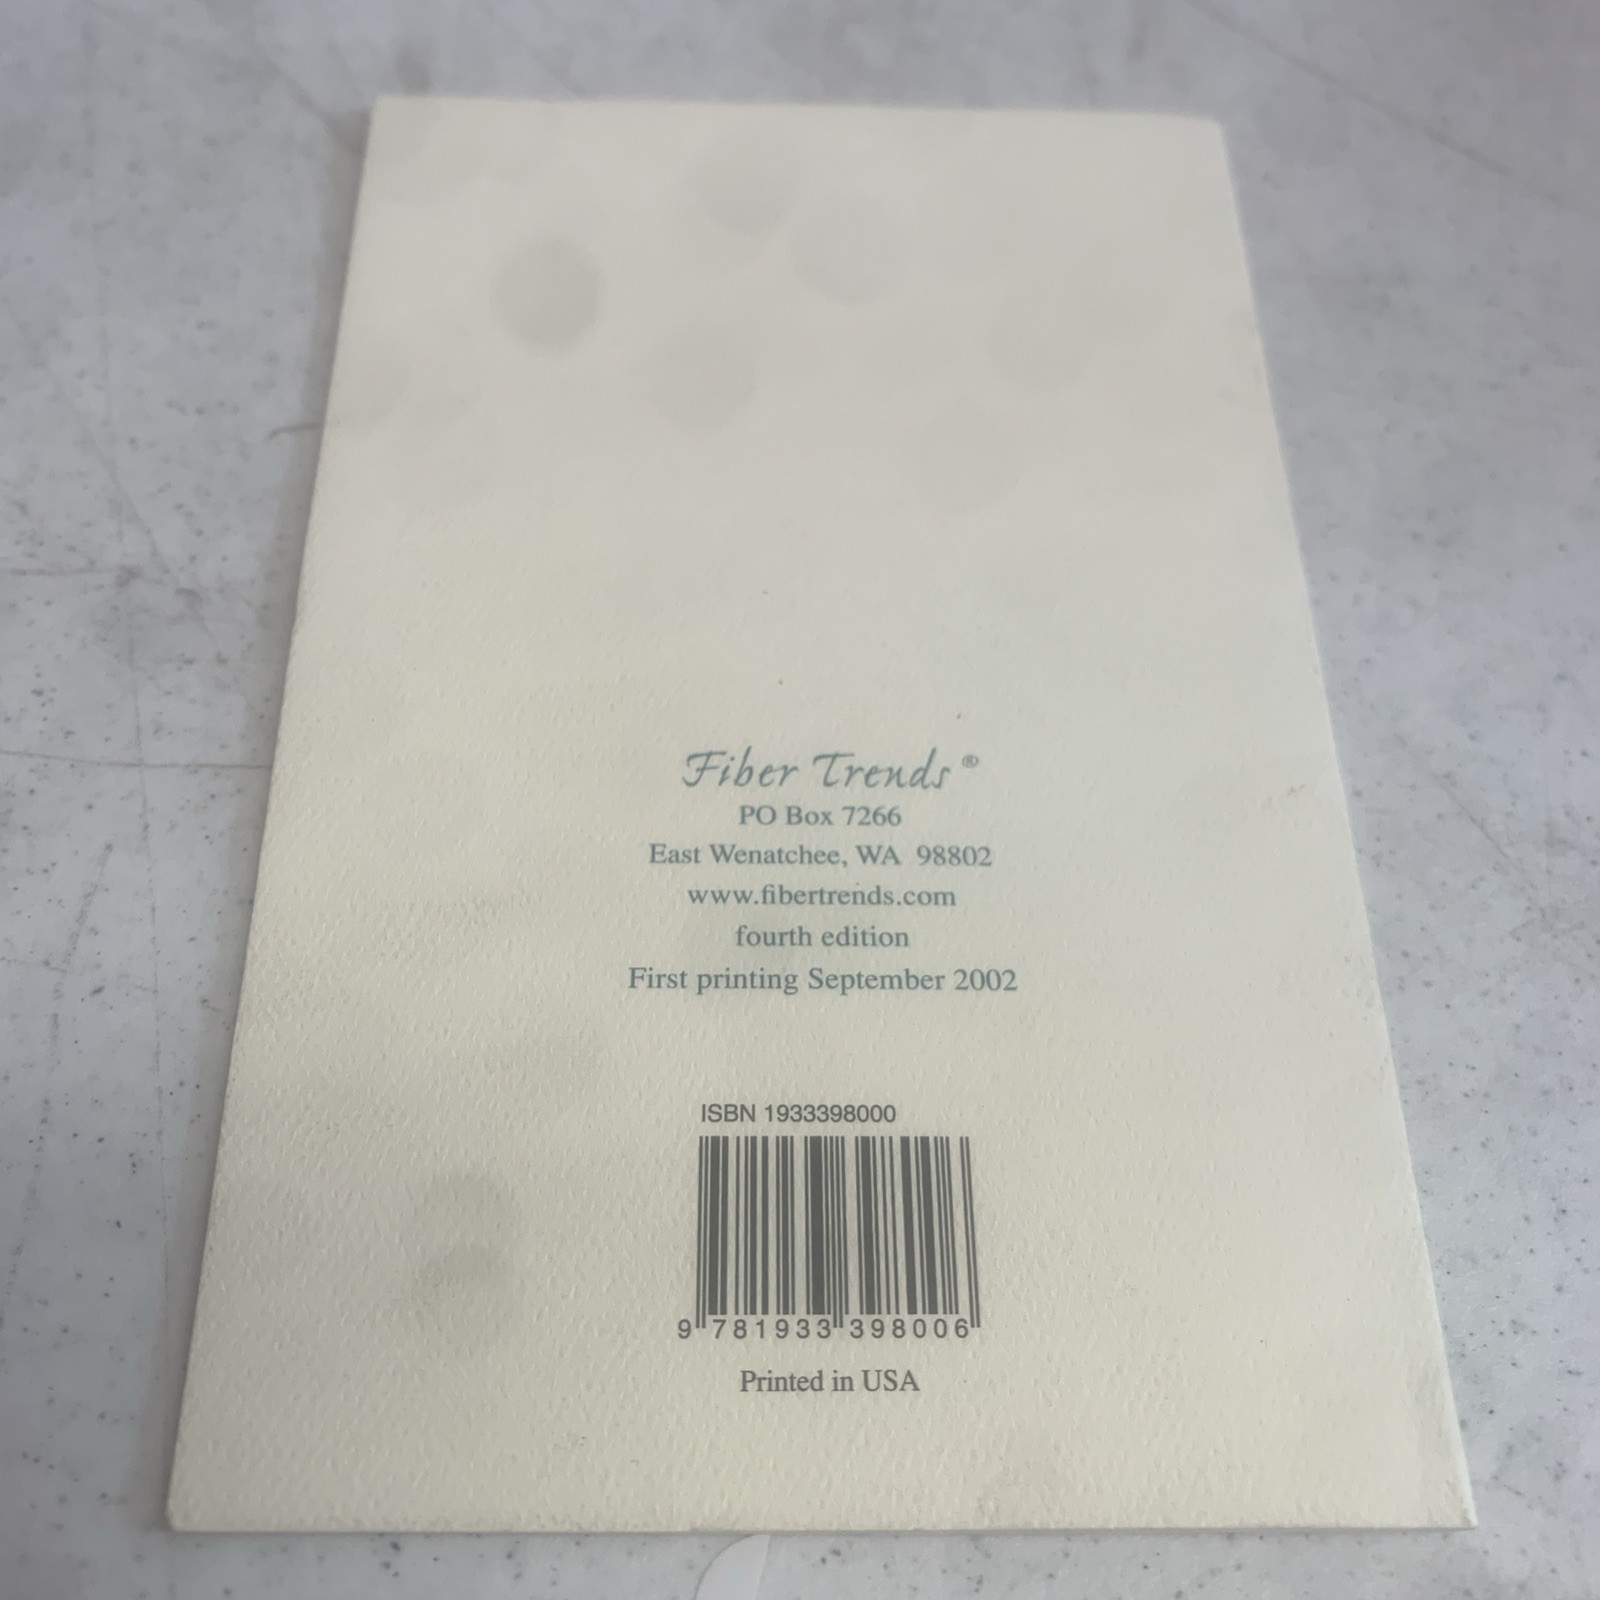 Fiber Trends ®
PO Box 7266
East Wenatchee, WA  98802
www.fibertrends.com
fourth edition
First printing September 2002
ISBN 1933398000
9 781933 398006
Printed in USA